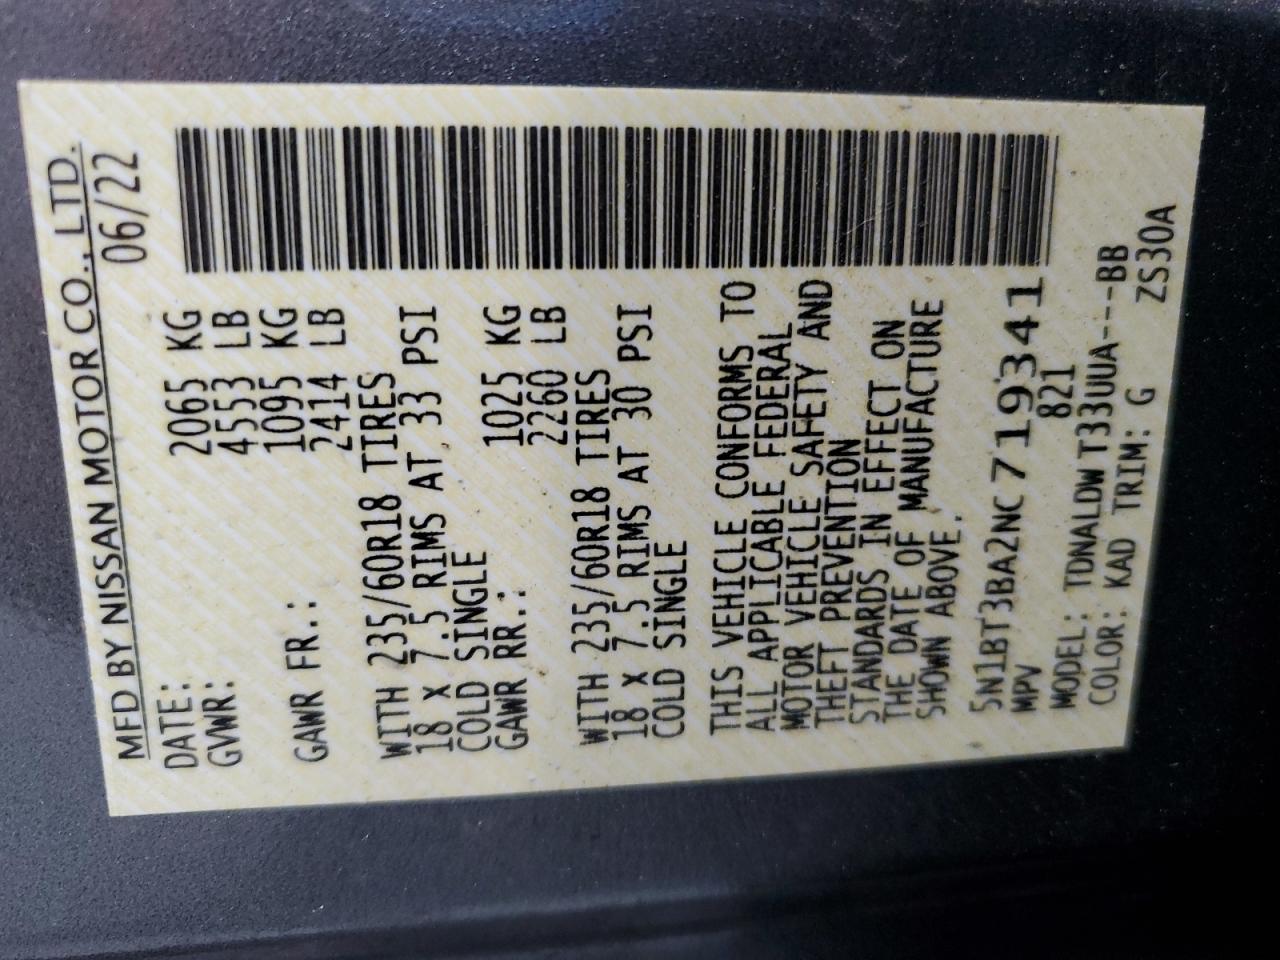 MFD BY NISSAN MOTOR CO., LTD.
DATE: 06/22
GVWR: 2065 KG
4553 LB
GAWR FR.: 1095 KG
2414 LB
WITH 235/60R18 TIRES
18 x 7.5 RIMS AT 33 PSI
COLD SINGLE
GAWR RR.: 1025 KG
2260 LB
WITH 235/60R18 TIRES
18 x 7.5 RIMS AT 30 PSI
COLD SINGLE
THIS VEHICLE CONFORMS TO
ALL APPLICABLE FEDERAL
MOTOR VEHICLE SAFETY AND
THEFT PREVENTION
STANDARDS IN EFFECT ON
THE DATE OF MANUFACTURE
SHOWN ABOVE.
5N1BT3BA2NC719341
MPV 821
MODEL: TDNALDW T33UUA---BB
COLOR: KAD TRIM: G ZS30A